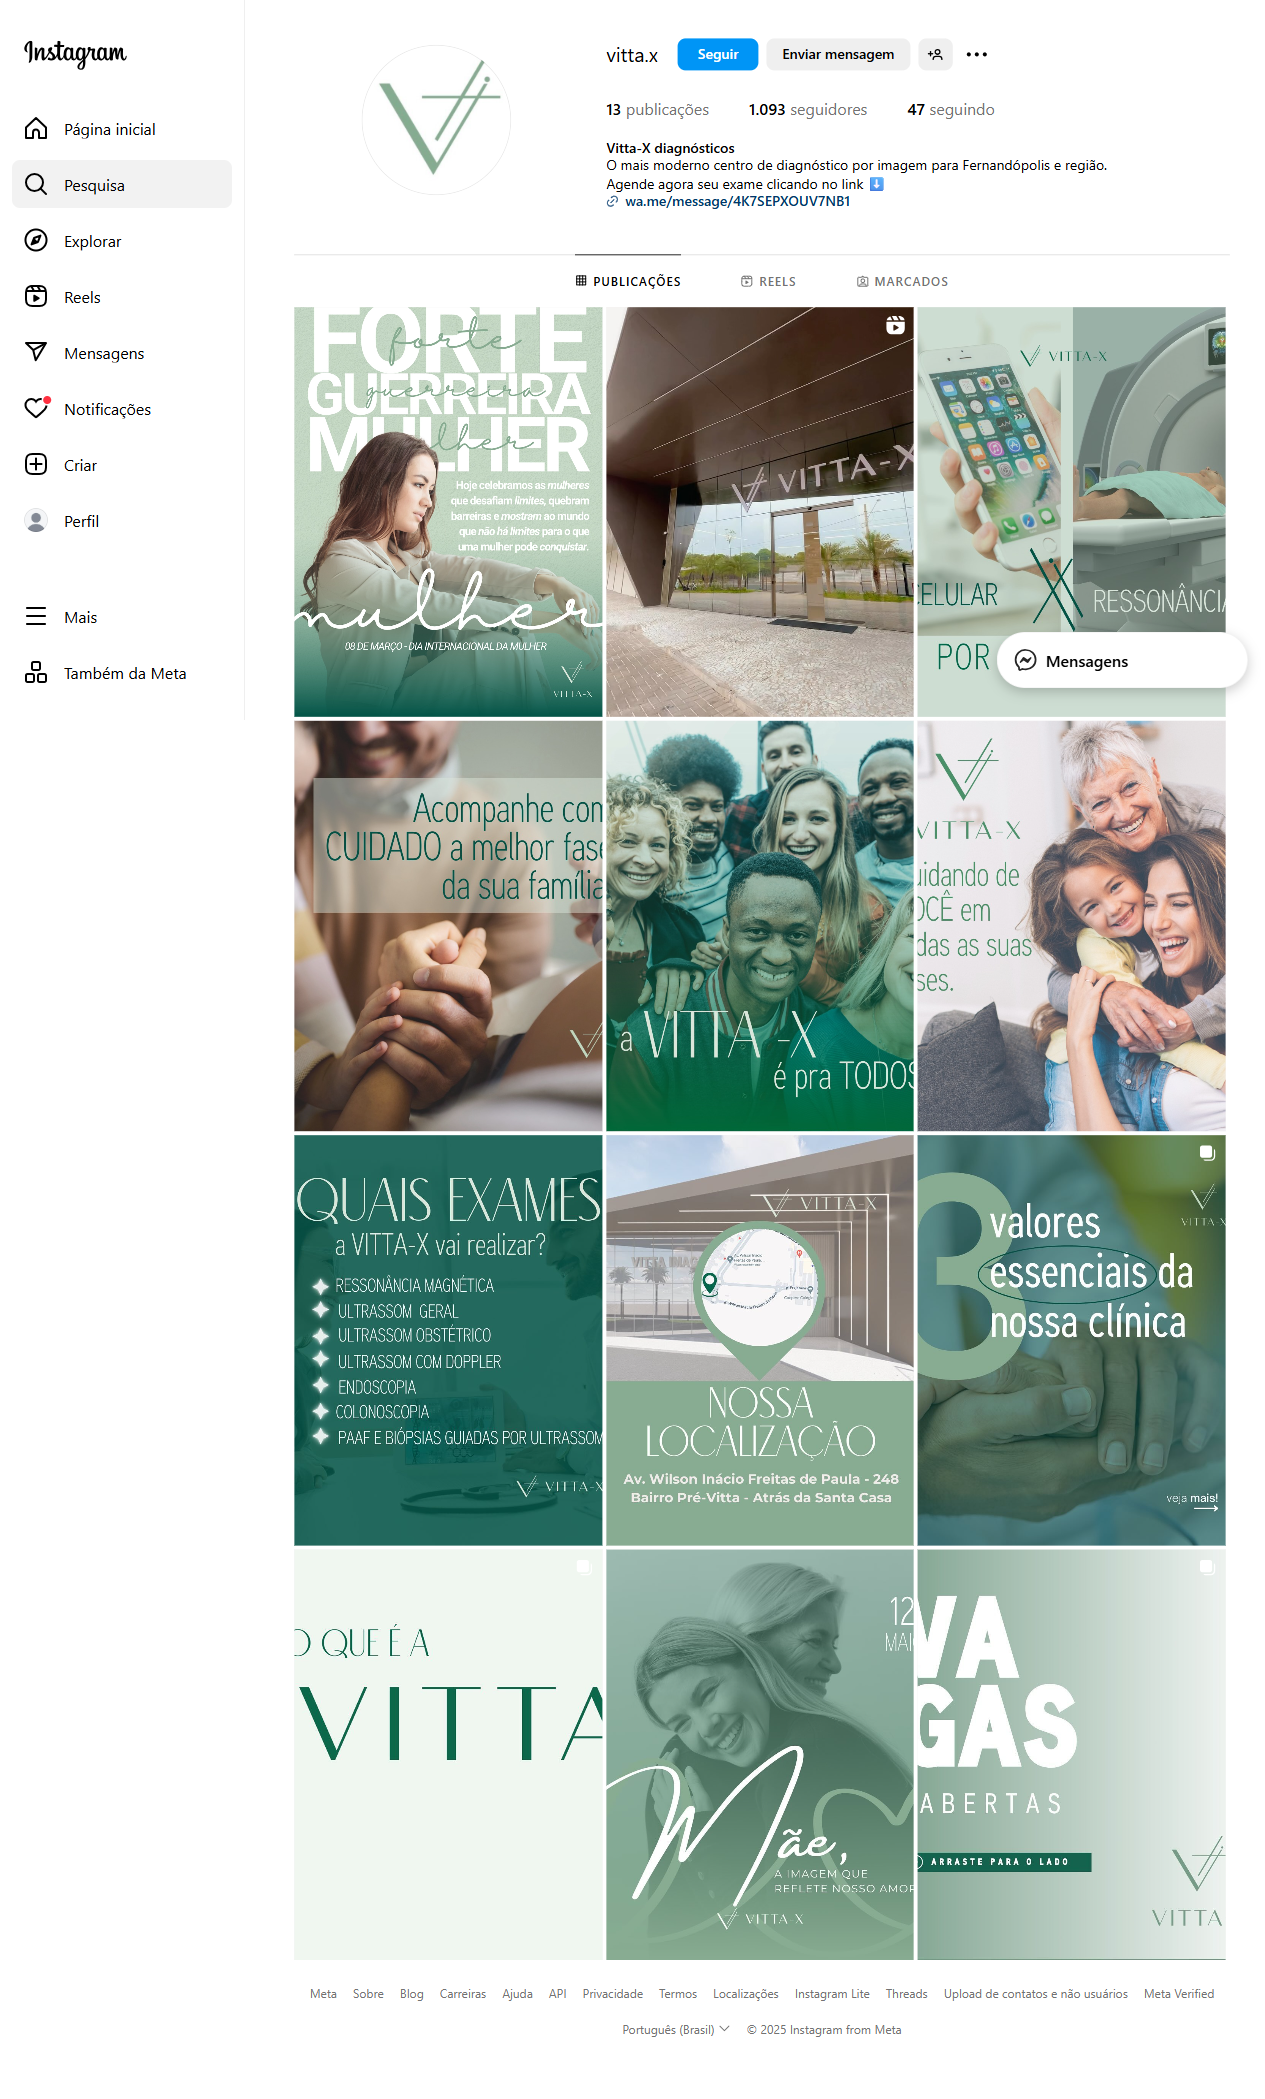 Instagram
Página inicial
Pesquisa
Explorar
Reels
Mensagens
Notificações
Criar
Perfil
Mais
Também da Meta
vitta.x
Seguir
Enviar mensagem
13 publicações
1.093 seguidores
47 seguindo
Vitta-X diagnósticos
O mais moderno centro de diagnóstico por imagem para Fernandópolis e região.
Agende agora seu exame clicando no link ⬇️
wa.me/message/4K7SEPXOUV7NB1
PUBLICAÇÕES
REELS
MARCADOS
FORTE
forte
GUERREIRA
guerreira
MULHER
mulher
Hoje celebramos as mulheres
que desafiam limites, quebram
barreiras e mostram ao mundo
que não há limites para o que
uma mulher pode conquistar.
mulher
08 DE MARÇO - DIA INTERNACIONAL DA MULHER
VITTA-X
VITTA-X
VITTA-X
CELULAR
X
RESSONÂNCIA
POR
Mensagens
Acompanhe com
CUIDADO a melhor fase
da sua família
a VITTA -X
é pra TODOS
VITTA-X
uidando de
OCÊ em
das as suas
ses.
QUAIS EXAMES
a VITTA-X vai realizar?
RESSONÂNCIA MAGNÉTICA
ULTRASSOM GERAL
ULTRASSOM OBSTÉTRICO
ULTRASSOM COM DOPPLER
ENDOSCOPIA
COLONOSCOPIA
PAAF E BIÓPSIAS GUIADAS POR ULTRASSOM
VITTA-X
VITTA-X
NOSSA
LOCALIZAÇÃO
Av. Wilson Inácio Freitas de Paula - 248
Bairro Pré-Vitta - Atrás da Santa Casa
VITTA-X
3 valores
essenciais da
nossa clínica
veja mais!
O QUE É A
VITTA
12
MAI
Mãe,
A IMAGEM QUE
REFLETE NOSSO AMOR
VITTA-X
VA
GAS
ABERTAS
ARRASTE PARA O LADO
VITTA
Meta
Sobre
Blog
Carreiras
Ajuda
API
Privacidade
Termos
Localizações
Instagram Lite
Threads
Upload de contatos e não usuários
Meta Verified
Português (Brasil)
© 2025 Instagram from Meta